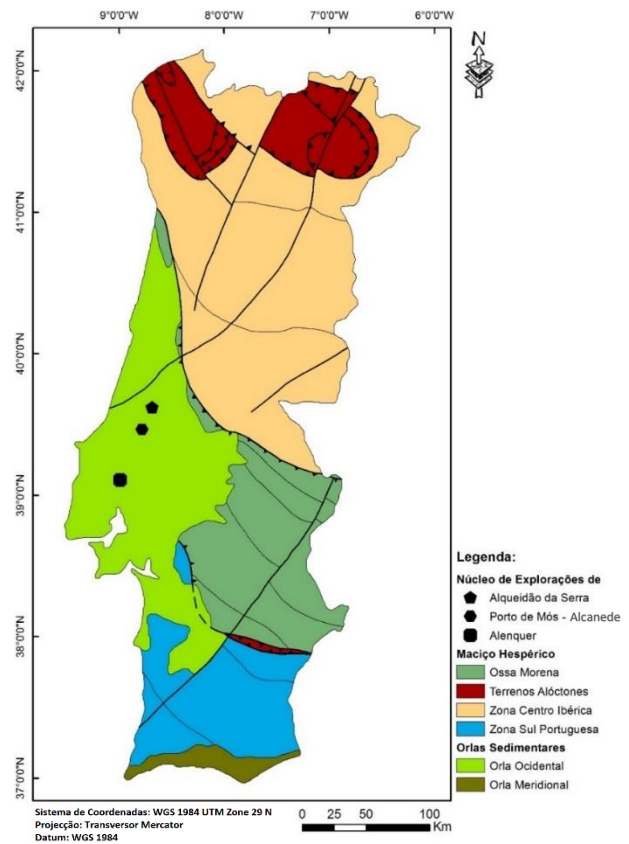 9°0'0"W 8°0'0"W 7°0'0"W 6°0'0"W
N
42°0'0"N
41°0'0"N
40°0'0"N
39°0'0"N
38°0'0"N
37°0'0"N
Legenda:
Núcleo de Explorações de
Alqueidão da Serra
Porto de Mós - Alcanede
Alenquer
Maciço Hespérico
Ossa Morena
Terrenos Alóctones
Zona Centro Ibérica
Zona Sul Portuguesa
Orlas Sedimentares
Orla Ocidental
Orla Meridional
Sistema de Coordenadas: WGS 1984 UTM Zone 29 N
Projecção: Transversor Mercator
Datum: WGS 1984
0 25 50 100
Km